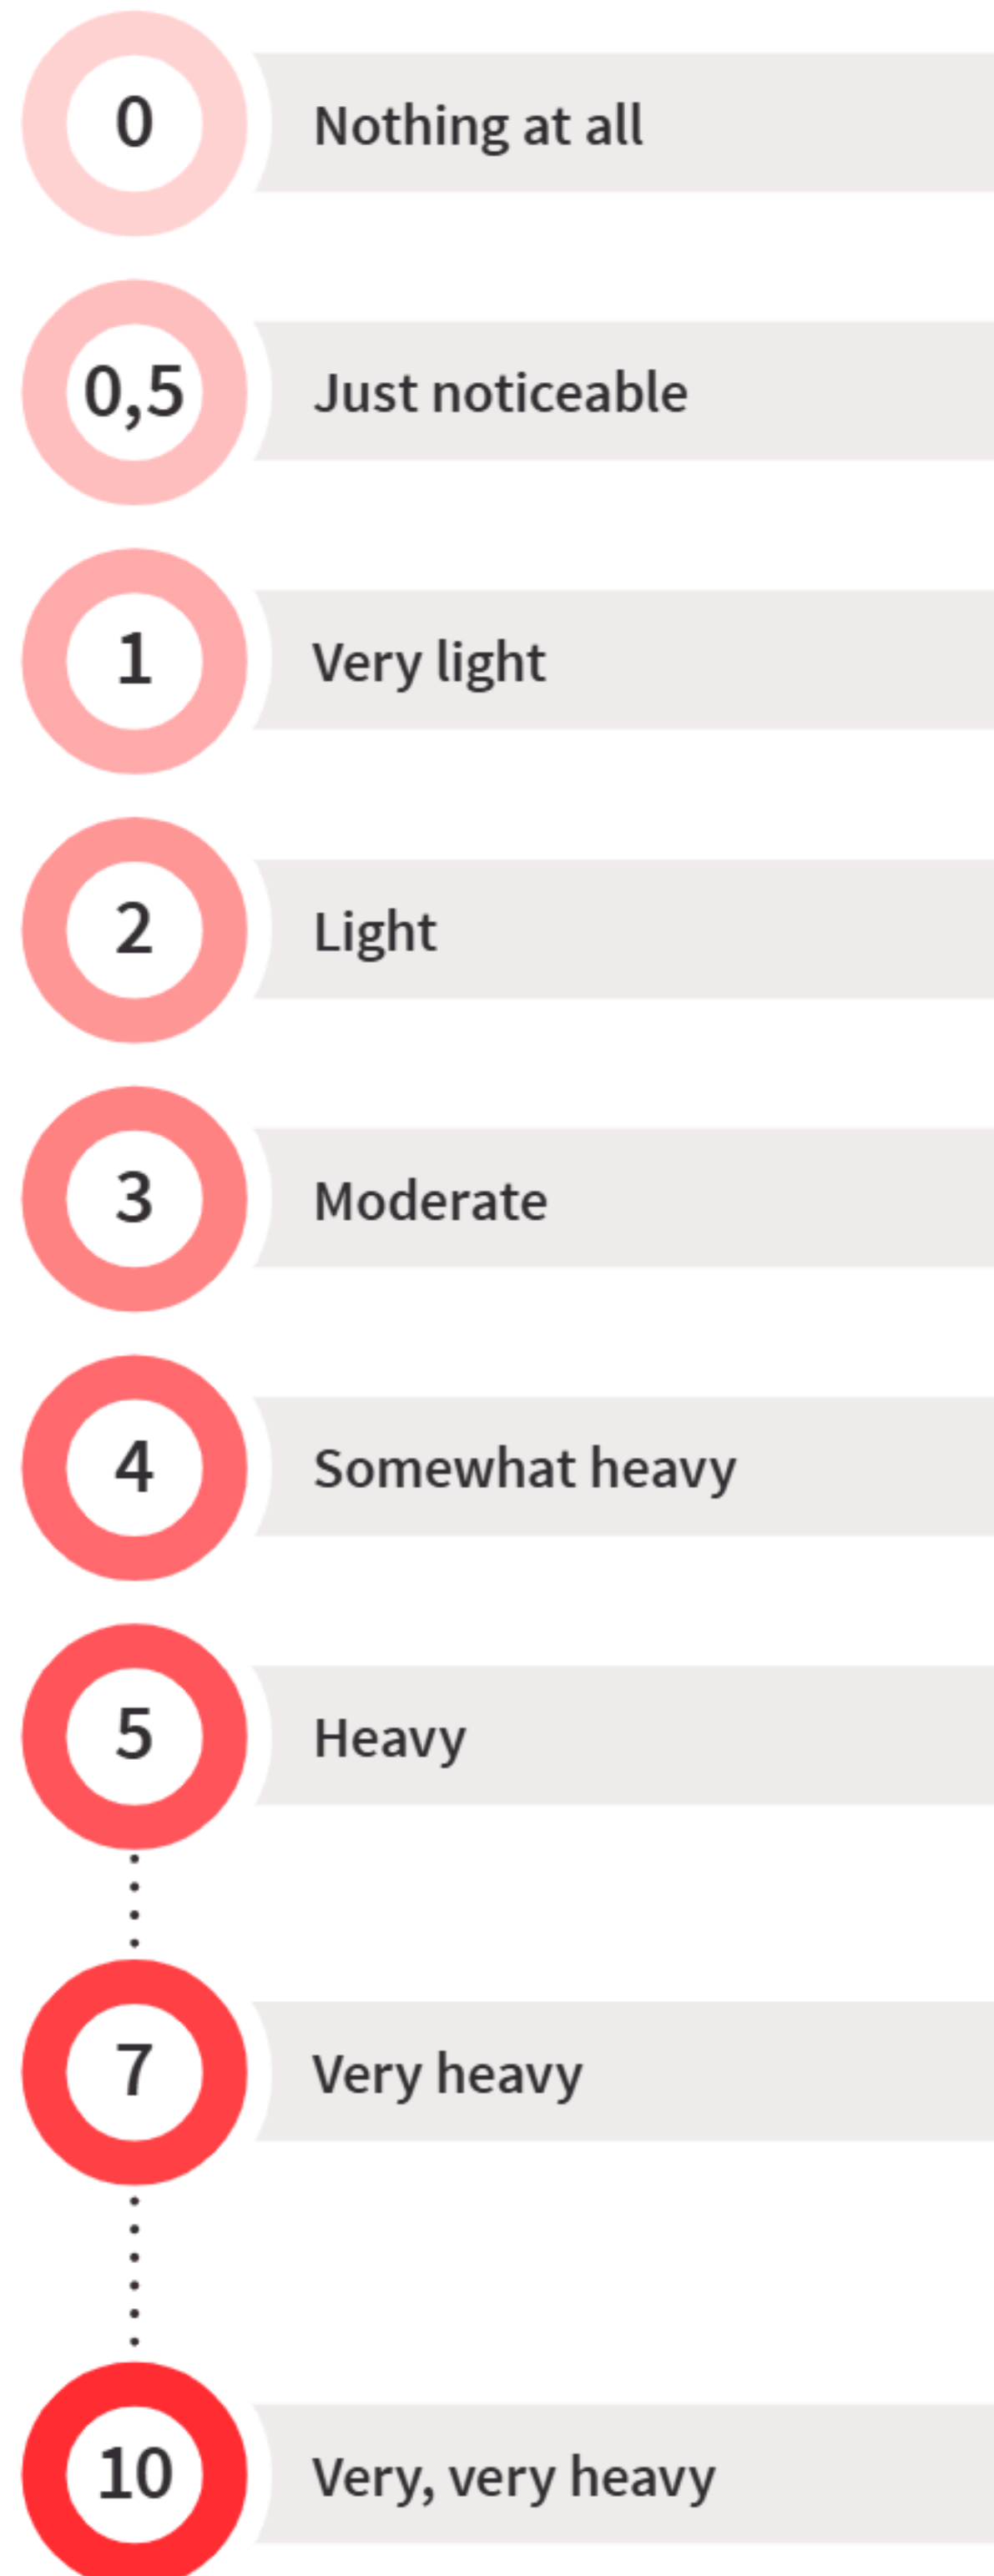 0 Nothing at all
0,5 Just noticeable
1 Very light
2 Light
3 Moderate
4 Somewhat heavy
5 Heavy
7 Very heavy
10 Very, very heavy